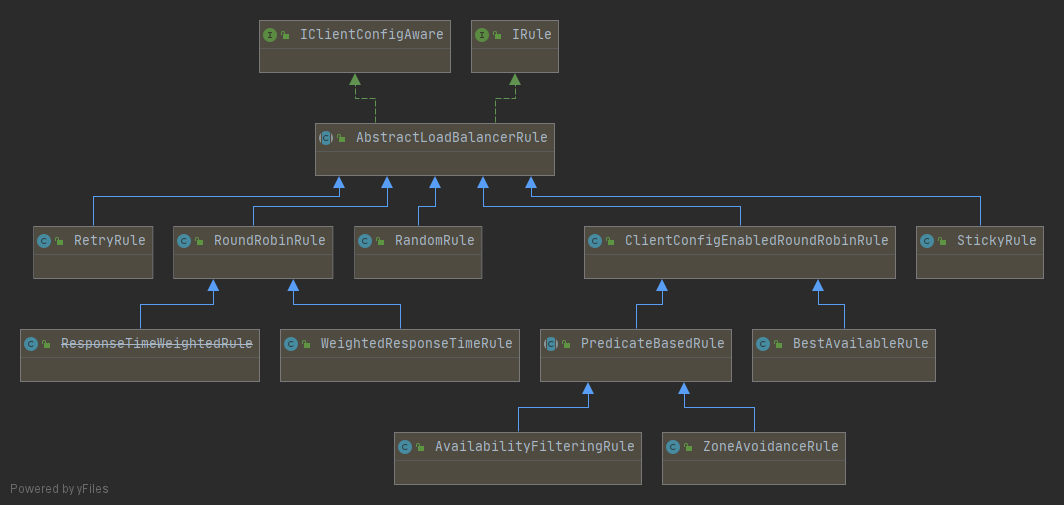 IClientConfigAware
IRule
AbstractLoadBalancerRule
RetryRule
RoundRobinRule
RandomRule
ClientConfigEnabledRoundRobinRule
StickyRule
ResponseTimeWeightedRule
WeightedResponseTimeRule
PredicateBasedRule
BestAvailableRule
AvailabilityFilteringRule
ZoneAvoidanceRule
Powered by yFiles